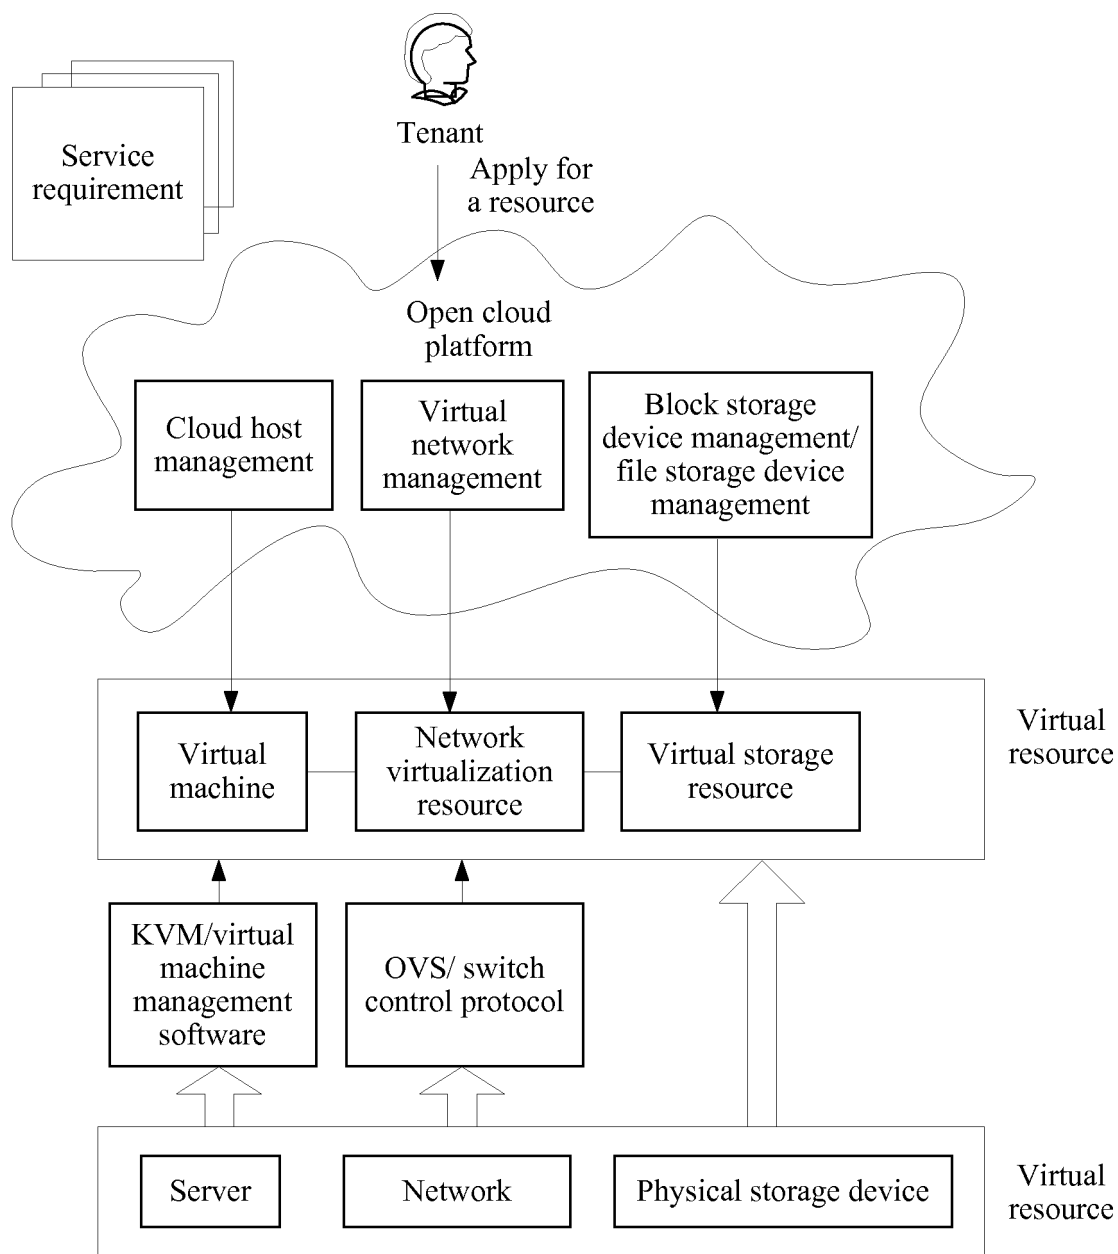 Service
requirement
Tenant
Apply for
a resource
Open cloud
platform
Cloud host
management
Virtual
network
management
Block storage
device management/
file storage device
management
Virtual
machine
Network
virtualization
resource
Virtual storage
resource
Virtual
resource
KVM/virtual
machine
management
software
OVS/ switch
control protocol
Server
Network
Physical storage device
Virtual
resource